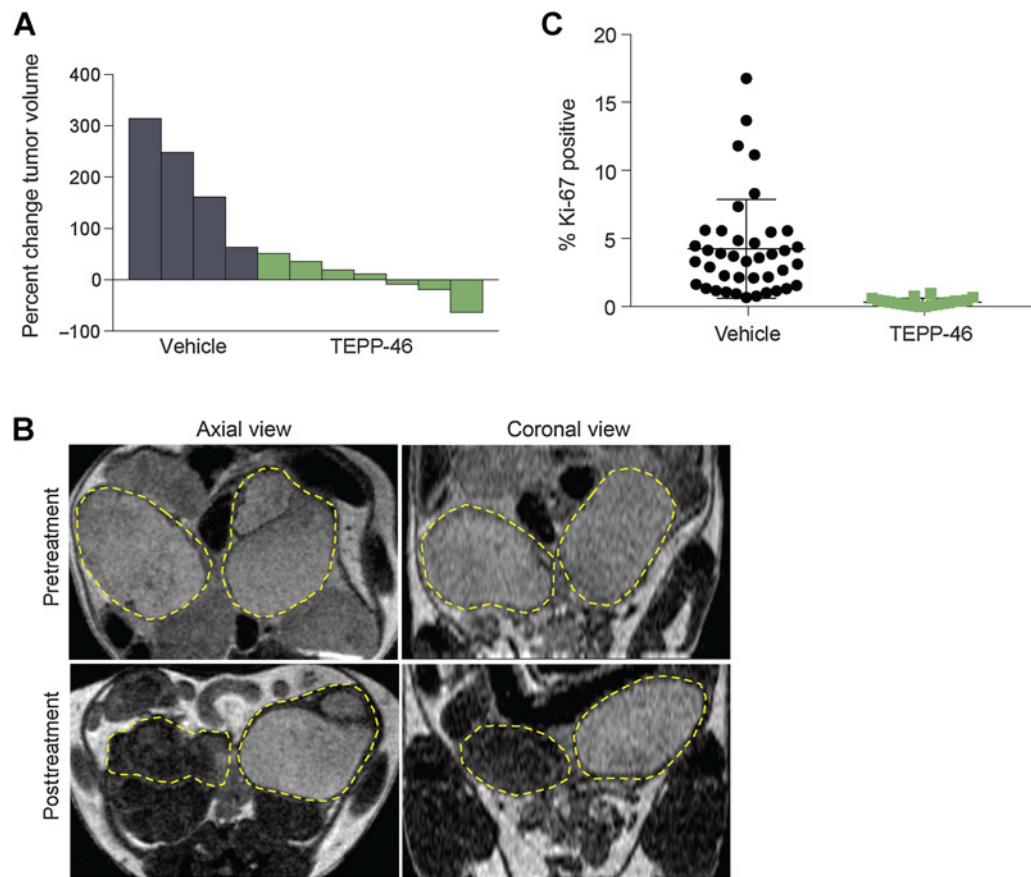 A
Percent change tumor volume
400
300
200
100
0
−100
Vehicle
TEPP-46
C
% Ki-67 positive
20
15
10
5
0
Vehicle
TEPP-46
B
Axial view
Coronal view
Pretreatment
Posttreatment